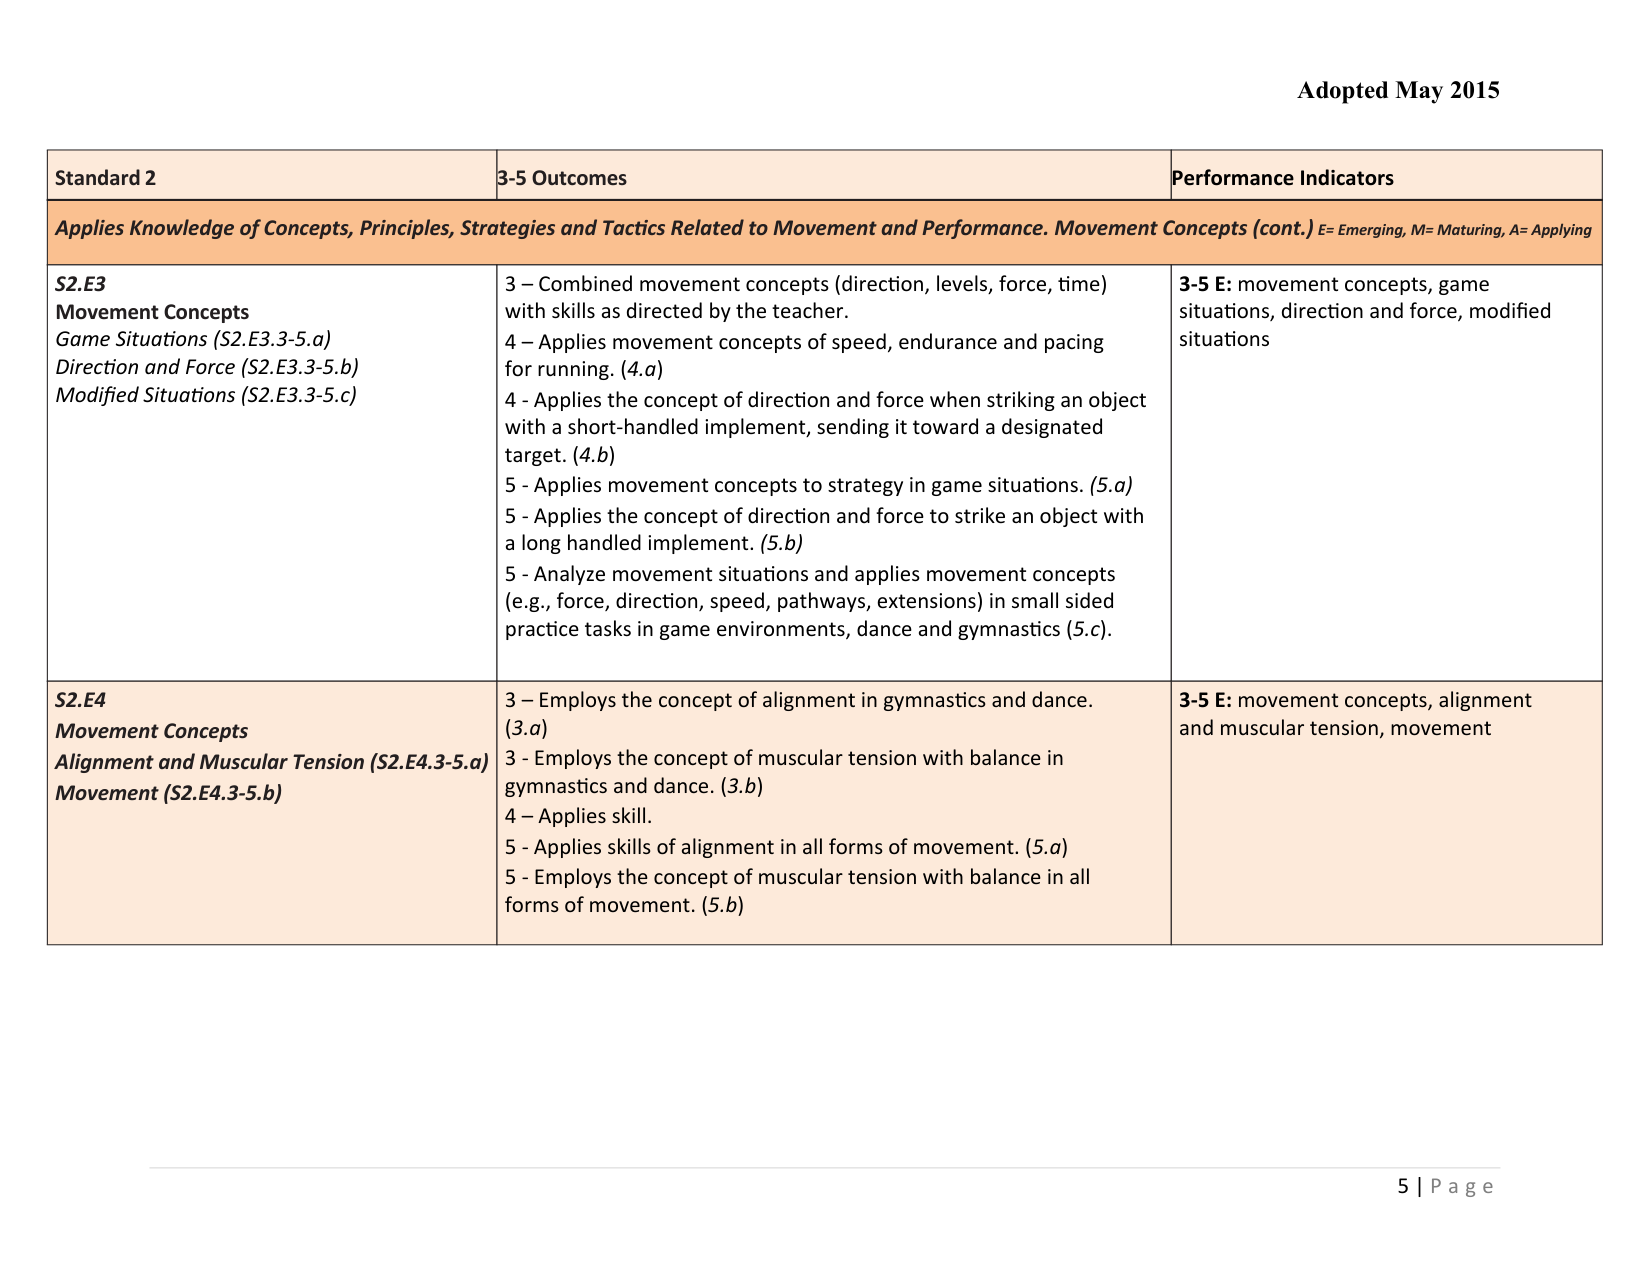 Adopted May 2015
Standard 2
3-5 Outcomes
Performance Indicators
Applies Knowledge of Concepts, Principles, Strategies and Tactics Related to Movement and Performance. Movement Concepts (cont.) E= Emerging, M= Maturing, A= Applying
S2.E3
Movement Concepts
Game Situations (S2.E3.3-5.a)
Direction and Force (S2.E3.3-5.b)
Modified Situations (S2.E3.3-5.c)
3 – Combined movement concepts (direction, levels, force, time)
with skills as directed by the teacher.
4 – Applies movement concepts of speed, endurance and pacing
for running. (4.a)
4 - Applies the concept of direction and force when striking an object
with a short-handled implement, sending it toward a designated
target. (4.b)
5 - Applies movement concepts to strategy in game situations. (5.a)
5 - Applies the concept of direction and force to strike an object with
a long handled implement. (5.b)
5 - Analyze movement situations and applies movement concepts
(e.g., force, direction, speed, pathways, extensions) in small sided
practice tasks in game environments, dance and gymnastics (5.c).
3-5 E: movement concepts, game
situations, direction and force, modified
situations
S2.E4
Movement Concepts
Alignment and Muscular Tension (S2.E4.3-5.a)
Movement (S2.E4.3-5.b)
3 – Employs the concept of alignment in gymnastics and dance.
(3.a)
3 - Employs the concept of muscular tension with balance in
gymnastics and dance. (3.b)
4 – Applies skill.
5 - Applies skills of alignment in all forms of movement. (5.a)
5 - Employs the concept of muscular tension with balance in all
forms of movement. (5.b)
3-5 E: movement concepts, alignment
and muscular tension, movement
5 | Page